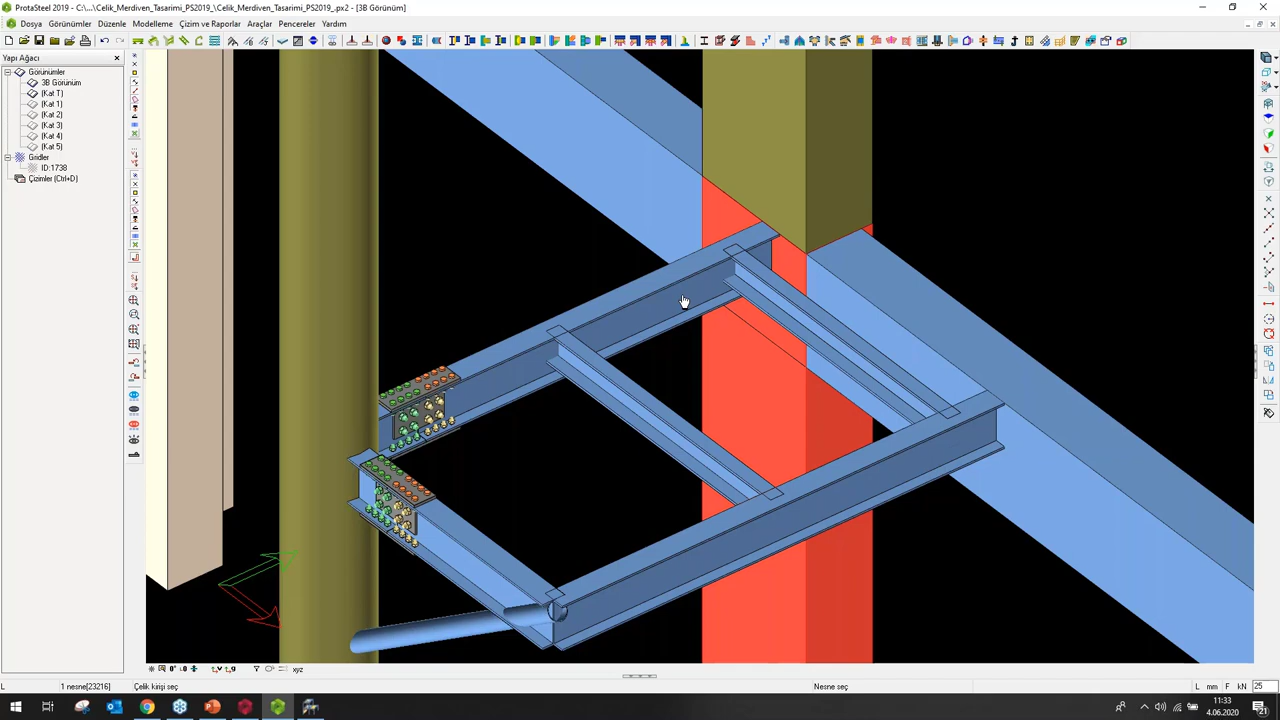 ProtaSteel 2019 - C:\...\Celik_Merdiven_Tasarimi_PS2019_\Celik_Merdiven_Tasarimi_PS2019_.px2 - [3B Görünüm]
Dosya Görünümler Düzenle Modelleme Çizim ve Raporlar Araçlar Pencereler Yardım
Yapı Ağacı
Görünümler
3B Görünüm
(Kat T)
(Kat 1)
(Kat 2)
(Kat 3)
(Kat 4)
(Kat 5)
Gridler
ID:1738
Çizimler (Ctrl+D)
xyz
L 1 nesne[23216] Çelik kirişi seç Nesne seç L mm F kN 25
11:33
4.06.2020
21